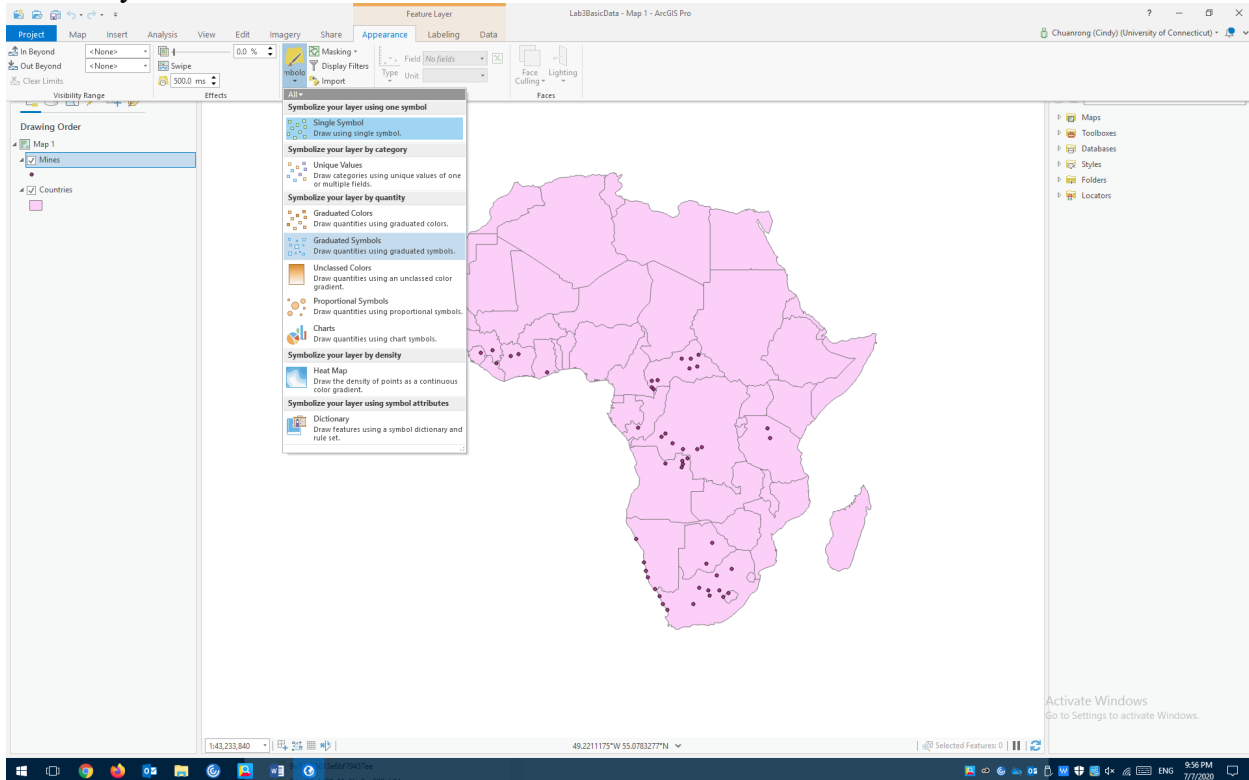 Feature Layer
Lab3BasicData - Map 1 - ArcGIS Pro
? — ×
Project Map Insert Analysis View Edit Imagery Share Appearance Labeling Data
Chuanrong (Cindy) (University of Connecticut)
In Beyond <None>
Out Beyond <None>
Clear Limits
Visibility Range
0.0 %
Swipe
500.0 ms
Effects
mbolo
Masking
Display Filters
Import
Type
Field No fields
Unit
Face Culling
Lighting
Faces
All
Symbolize your layer using one symbol
Single Symbol
Draw using single symbol.
Symbolize your layer by category
Unique Values
Draw categories using unique values of one
or multiple fields.
Symbolize your layer by quantity
Graduated Colors
Draw quantities using graduated colors.
Graduated Symbols
Draw quantities using graduated symbols.
Unclassed Colors
Draw quantities using an unclassed color
gradient.
Proportional Symbols
Draw quantities using proportional symbols.
Charts
Draw quantities using chart symbols.
Symbolize your layer by density
Heat Map
Draw the density of points as a continuous
color gradient.
Symbolize your layer using symbol attributes
Dictionary
Draw features using a symbol dictionary and
rule set.
Drawing Order
Map 1
Mines
Countries
Maps
Toolboxes
Databases
Styles
Folders
Locators
Activate Windows
Go to Settings to activate Windows.
1:43,233,840
49.2211175°W 55.0783277°N
Selected Features: 0
ENG
9:56 PM
7/7/2020